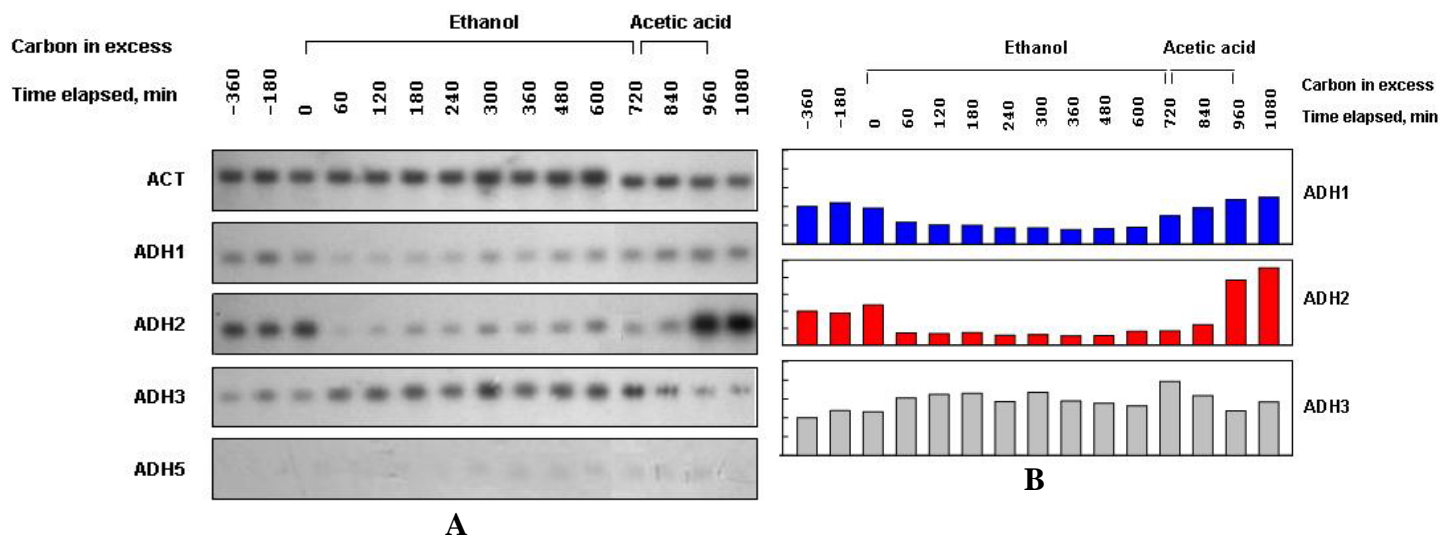 Ethanol Acetic acid
Carbon in excess
Time elapsed, min -360 -180 0 60 120 180 240 300 360 480 600 720 840 960 1080
ACT
ADH1
ADH2
ADH3
ADH5
A
Ethanol Acetic acid
Carbon in excess
-360 -180 0 60 120 180 240 300 360 480 600 720 840 960 1080 Time elapsed, min
ADH1
ADH2
ADH3
B